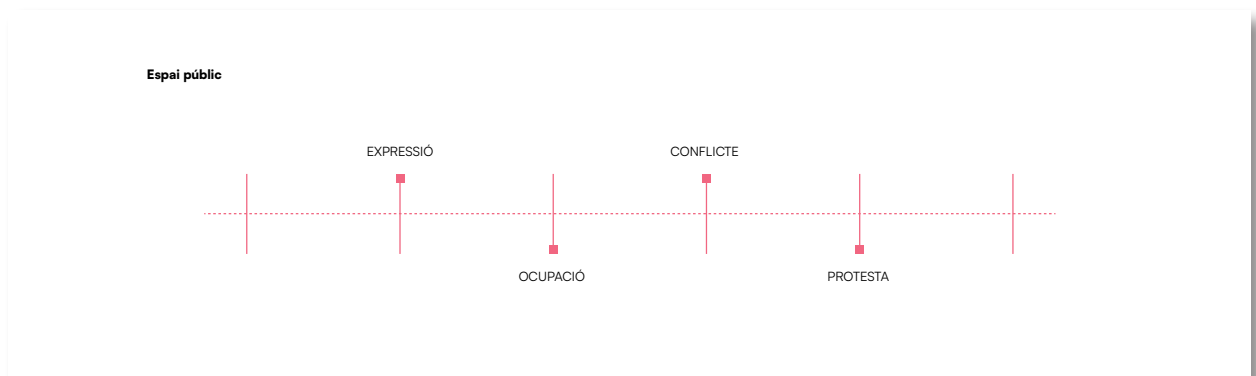 Espai públic
EXPRESSIÓ
CONFLICTE
OCUPACIÓ
PROTESTA